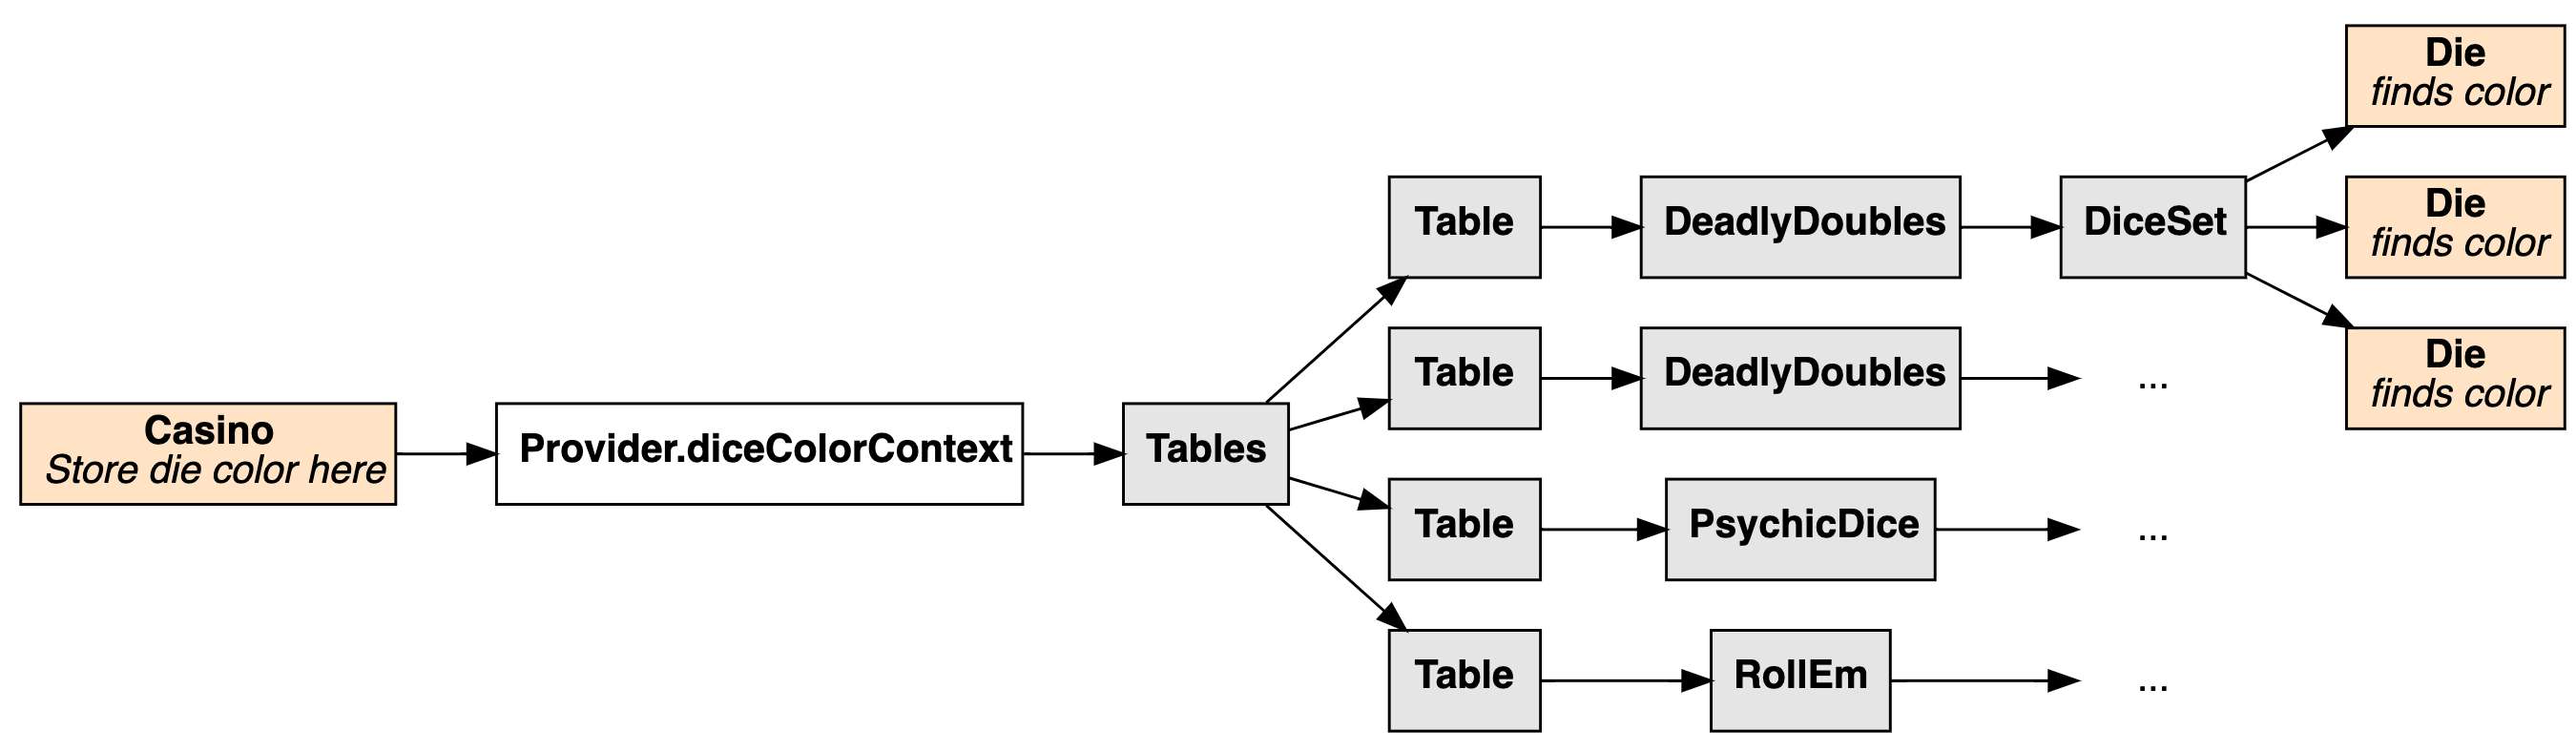 Die
finds color
Table
DeadlyDoubles
DiceSet
Die
finds color
Table
DeadlyDoubles
...
Die
finds color
Casino
Store die color here
Provider.diceColorContext
Tables
Table
PsychicDice
...
Table
RollEm
...